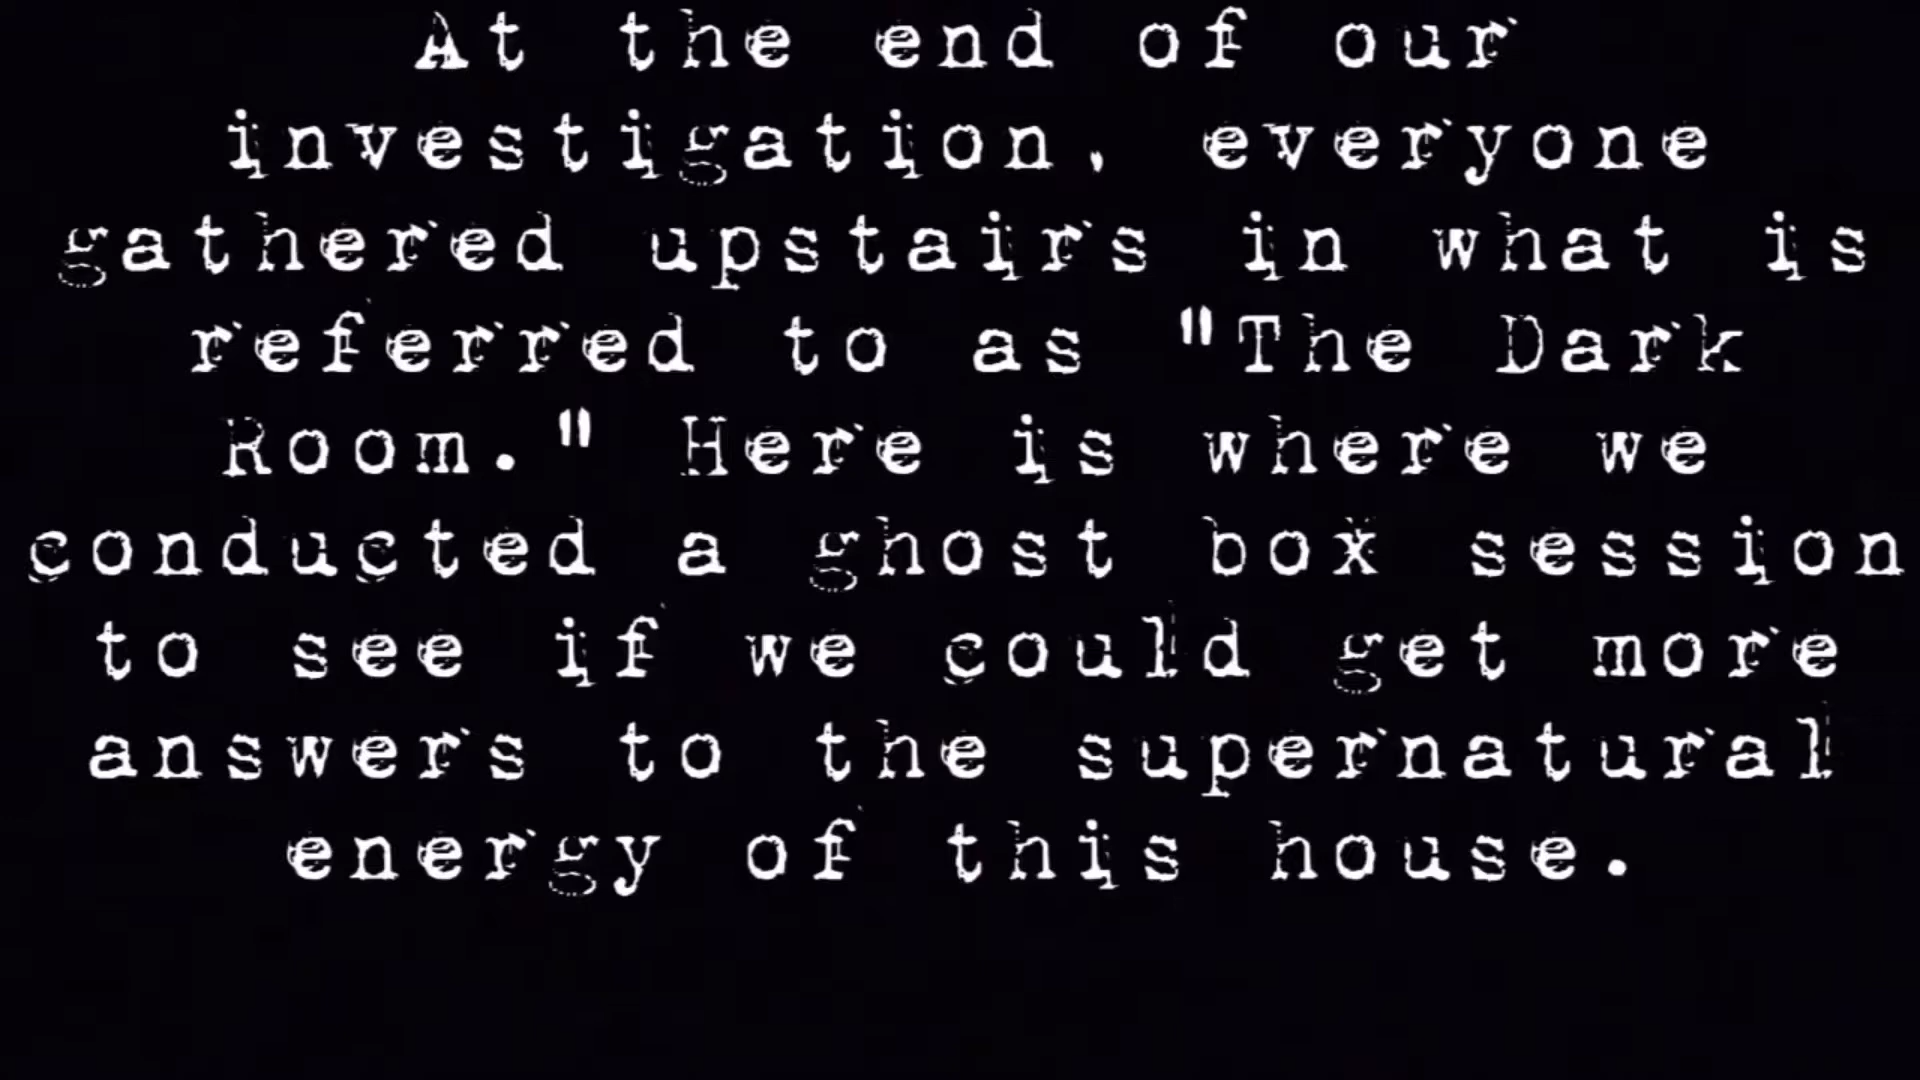 At the end of our
investigation, everyone
gathered upstairs in what is
referred to as "The Dark
Room." Here is where we
conducted a ghost box session
to see if we could get more
answers to the supernatural
energy of this house.